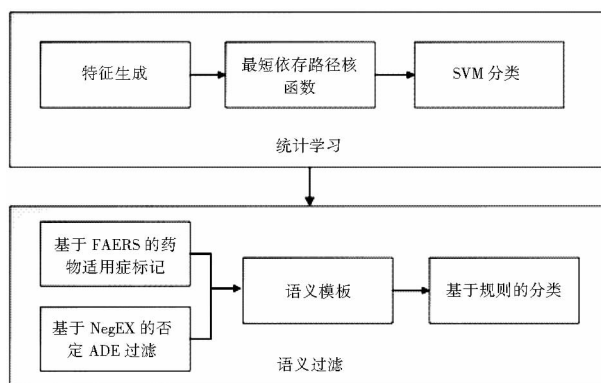 特征生成
最短依存路径核
函数
SVM 分类
统计学习
基于 FAERS 的药
物适用症标记
基于 NegEX 的否
定 ADE 过滤
语义模板
基于规则的分类
语义过滤